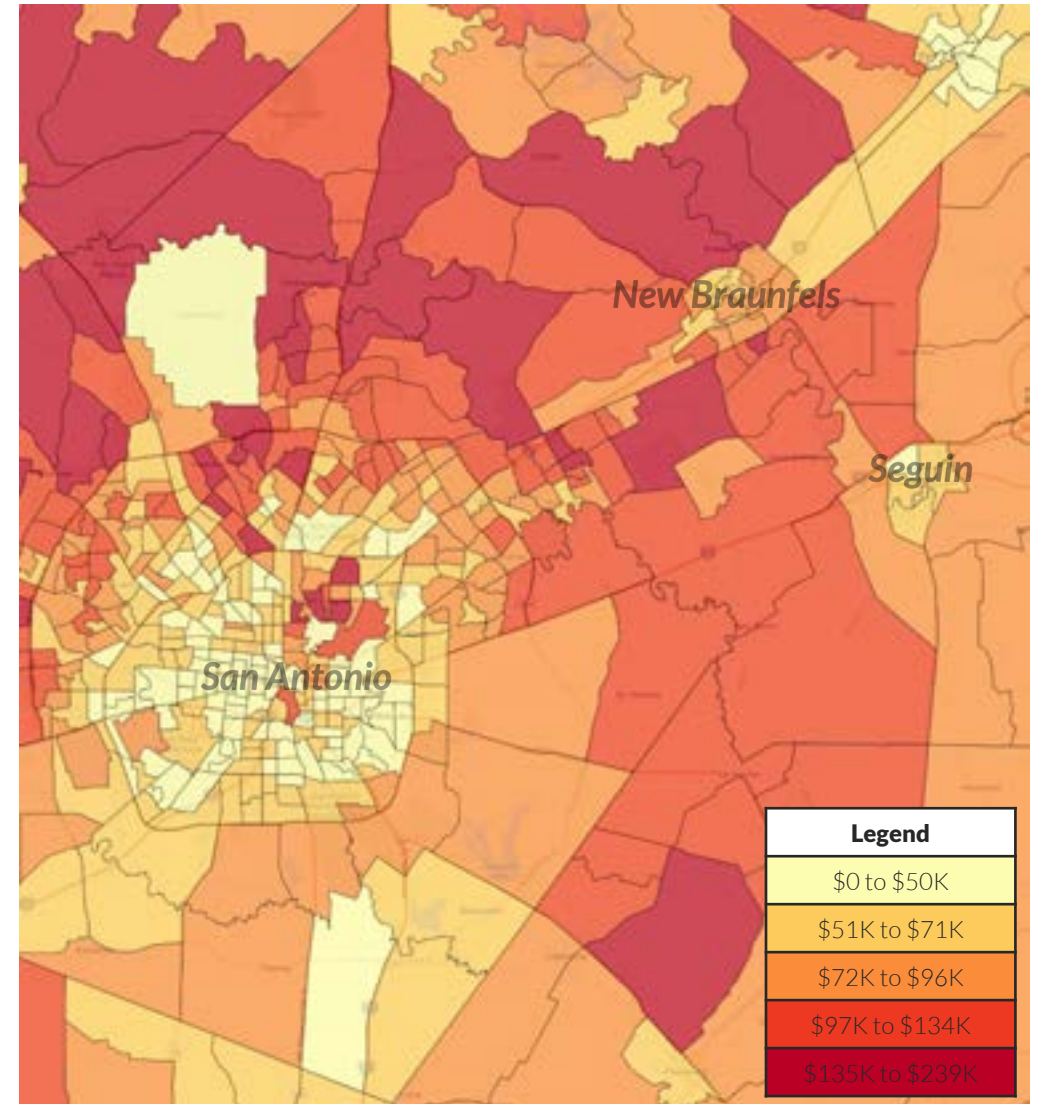 New Braunfels
Seguin
San Antonio
Legend
$0 to $50K
$51K to $71K
$72K to $96K
$97K to $134K
$135K to $239K